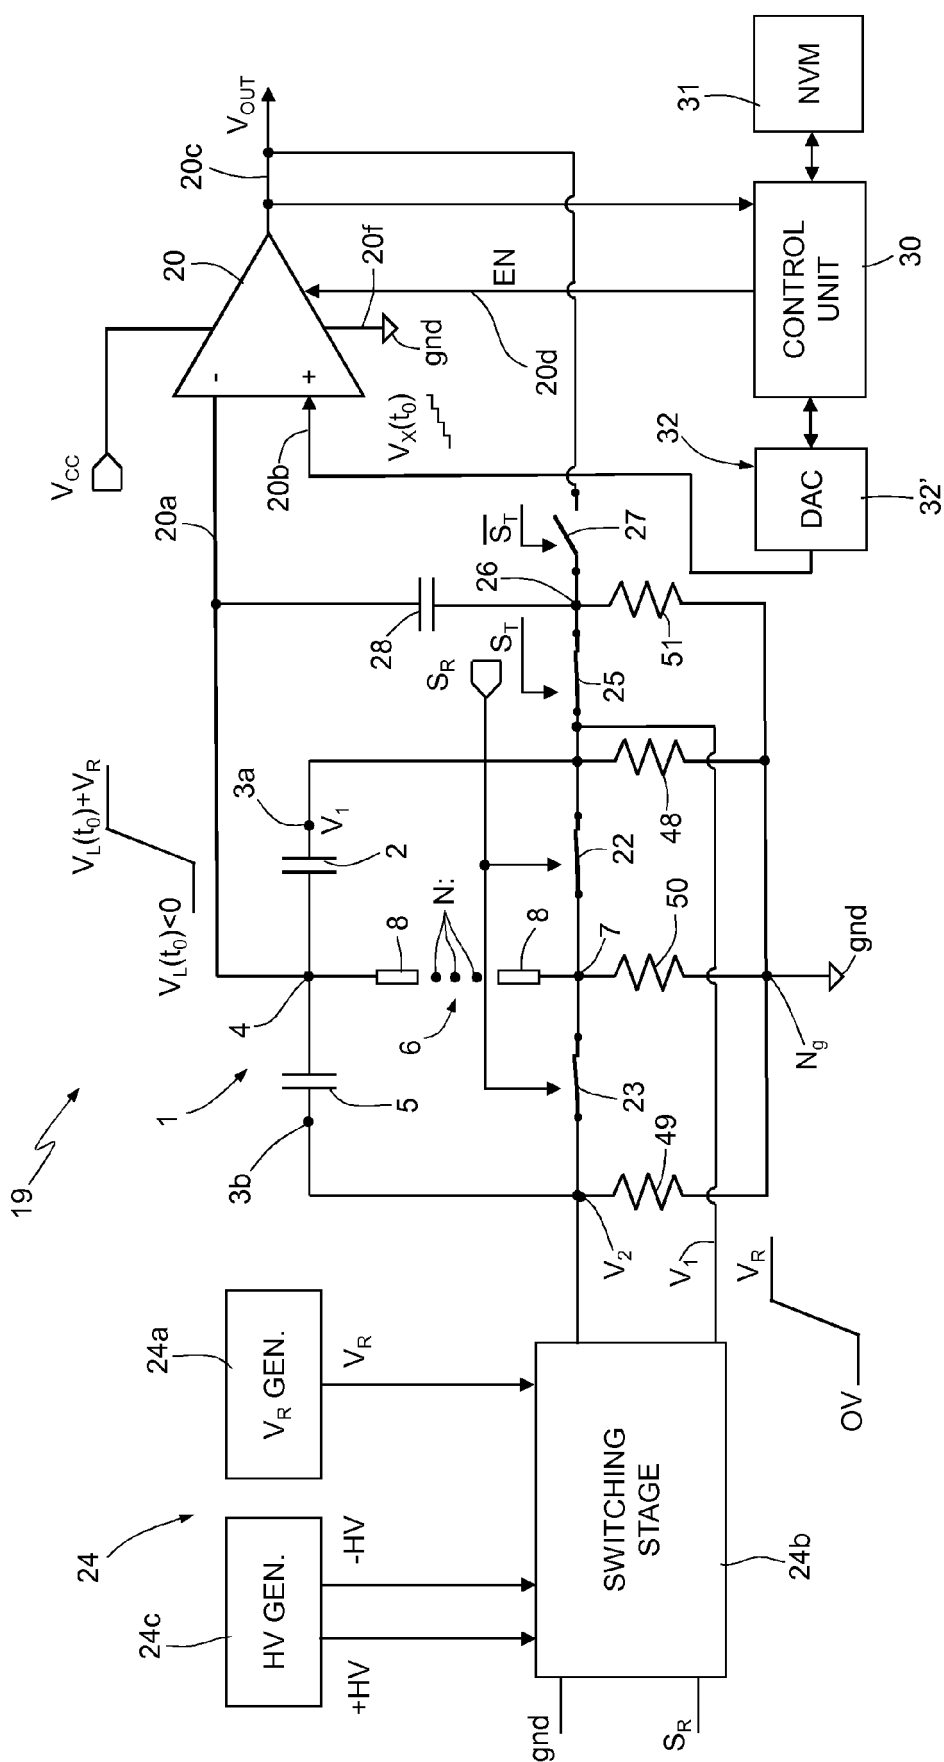 19
24
24c
HV GEN.
+HV
-HV
24a
V_R GEN.
V_R
gnd
S_R
SWITCHING
STAGE
24b
V_2
V_1
0V
V_R
V_L(t_0)<0
V_L(t_0)+V_R
1
3b
5
4
2
3a
V_1
8
N:
6
8
7
23
22
S_R
49
50
48
N_g
gnd
28
S_T
25
26
S̅_T
27
51
20a
V_CC
20b
V_X(t_0)
-
+
20
20f
gnd
20c
V_OUT
EN
20d
32
DAC
32'
CONTROL
UNIT
30
31
NVM